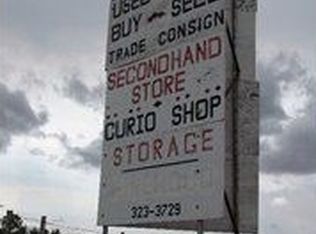 USED
BUY — SELL
TRADE CONSIGN
SECONDHAND
STORE
CURIO SHOP
STORAGE
323-3729